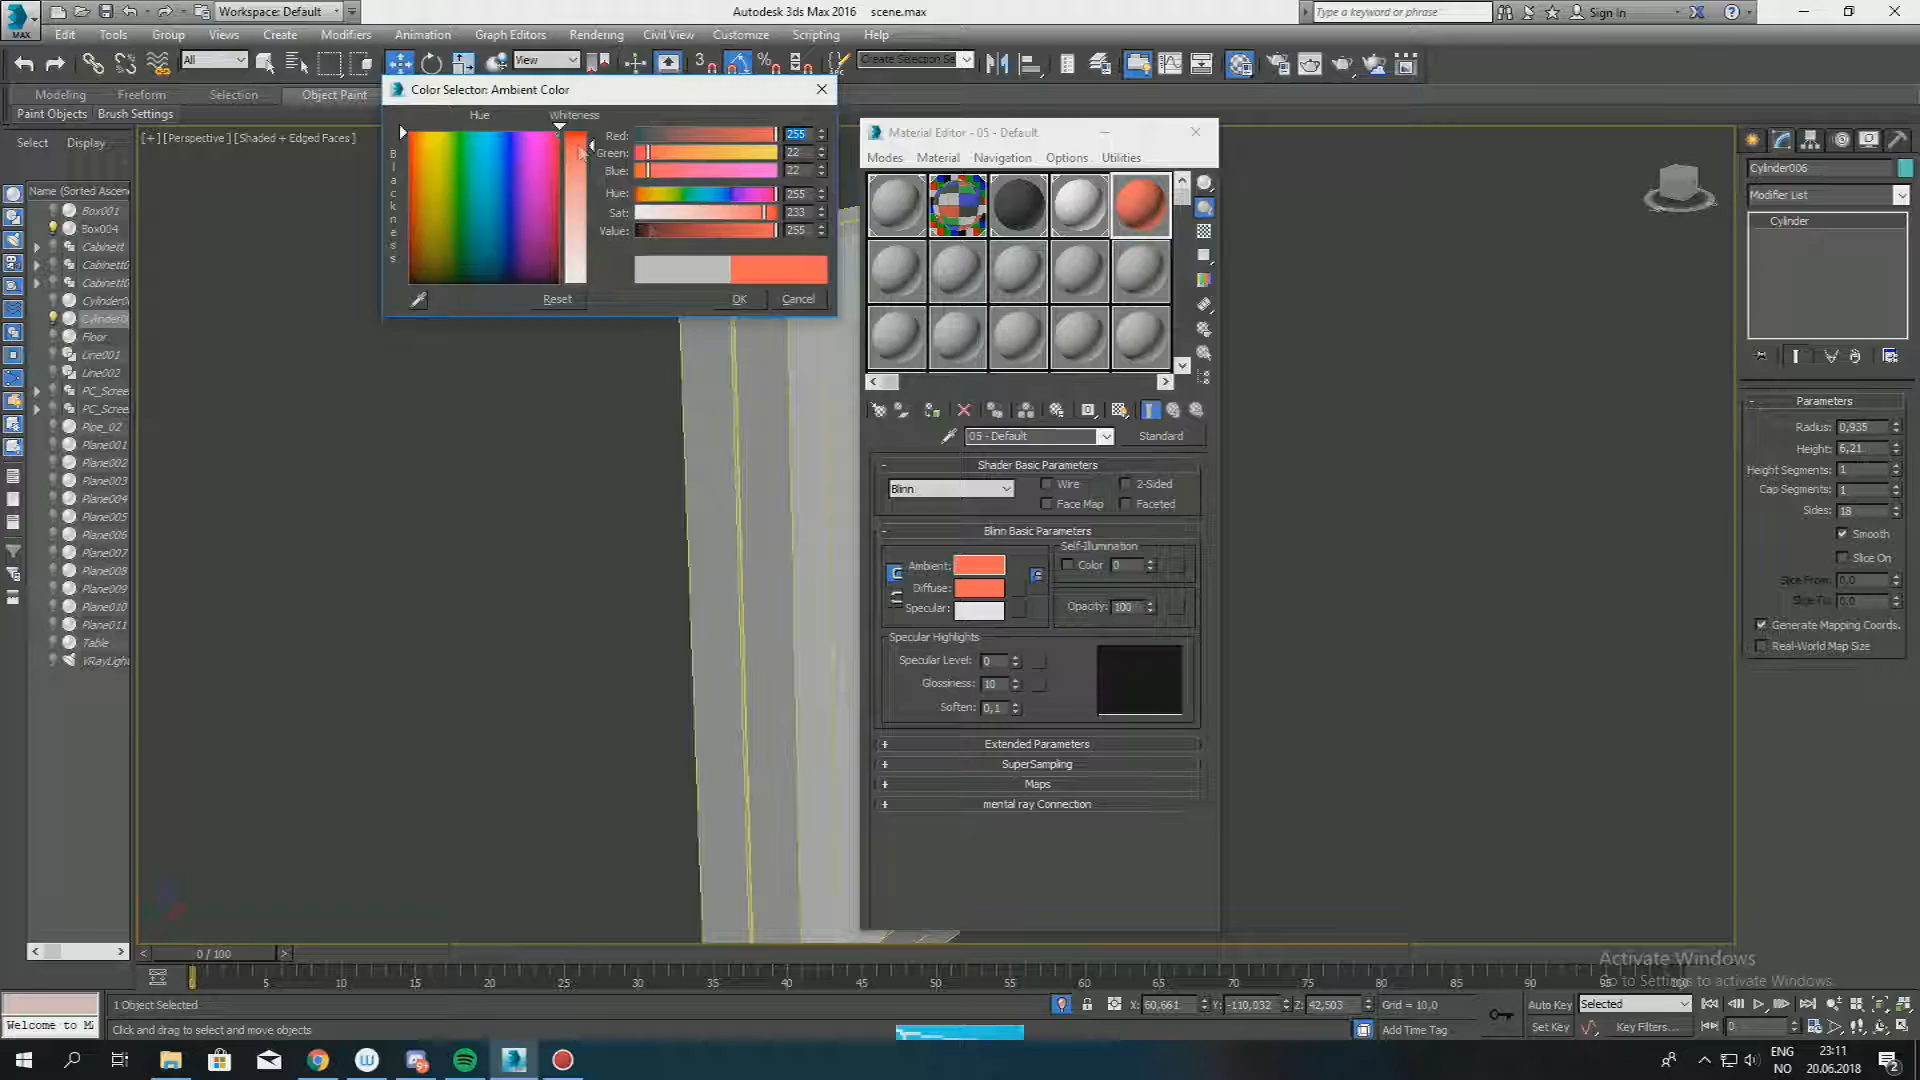 Workspace: Default
Autodesk 3ds Max 2016 scene.max
Type a keyword or phrase
Sign In
MAX
Edit Tools Group Views Create Modifiers Animation Graph Editors Rendering Civil View Customize Scripting Help
All
View
3
Create Selection Se
Modeling Freeform Selection Object Paint
Paint Objects Brush Settings
Select Display
[+] [Perspective] [Shaded + Edged Faces]
Name (Sorted Ascen
Box001
Box004
Cabinett
Cabinett0
Cabinett0
Cylinder0
Cylinder0
Floor
Line001
Line002
PC_Scree
PC_Scree
Pipe_02
Plane001
Plane002
Plane003
Plane004
Plane005
Plane006
Plane007
Plane008
Plane009
Plane010
Plane011
Table
VRayLigh
Color Selector: Ambient Color
Hue Whiteness
Blackness
Red: 255
Green: 22
Blue: 22
Hue: 255
Sat: 233
Value: 255
Reset OK Cancel
Material Editor - 05 - Default
Modes Material Navigation Options Utilities
05 - Default Standard
Shader Basic Parameters
Blinn Wire 2-Sided
Face Map Faceted
Blinn Basic Parameters
Self-Illumination
Ambient: Color 0
Diffuse:
Specular: Opacity: 100
Specular Highlights
Specular Level: 0
Glossiness: 10
Soften: 0,1
Extended Parameters
SuperSampling
Maps
mental ray Connection
Cylinder006
Modifier List
Cylinder
Parameters
Radius: 0,935
Height: 6,21
Height Segments: 1
Cap Segments: 1
Sides: 18
Smooth
Slice On
Slice From: 0.0
Slice To: 0.0
Generate Mapping Coords.
Real-World Map Size
0 / 100
0 5 10 15 20 25 30 35 40 45 50 55 60 65 70 75 80 85 90 95 100
Activate Windows
Go to Settings to activate Windows.
1 Object Selected
X: 60,661 Y: -110,032 Z: 42,503 Grid = 10,0
Auto Key Selected
Welcome to M
Click and drag to select and move objects
Add Time Tag
Set Key Key Filters... 0
ENG
NO
23:11
20.06.2018
2